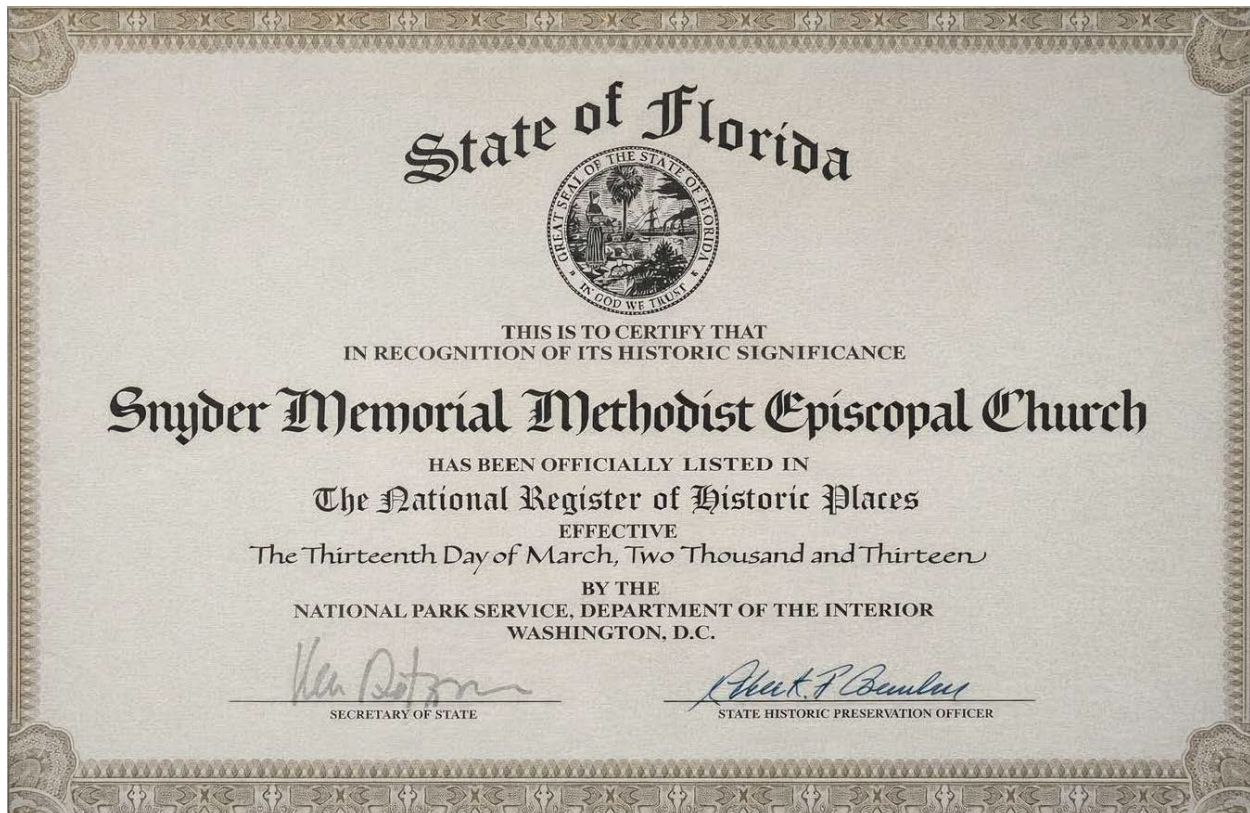 State of Florida
GREAT SEAL OF THE STATE OF FLORIDA
IN GOD WE TRUST
THIS IS TO CERTIFY THAT
IN RECOGNITION OF ITS HISTORIC SIGNIFICANCE
Snyder Memorial Methodist Episcopal Church
HAS BEEN OFFICIALLY LISTED IN
The National Register of Historic Places
EFFECTIVE
The Thirteenth Day of March, Two Thousand and Thirteen
BY THE
NATIONAL PARK SERVICE, DEPARTMENT OF THE INTERIOR
WASHINGTON, D.C.
Ken
SECRETARY OF STATE
STATE HISTORIC PRESERVATION OFFICER